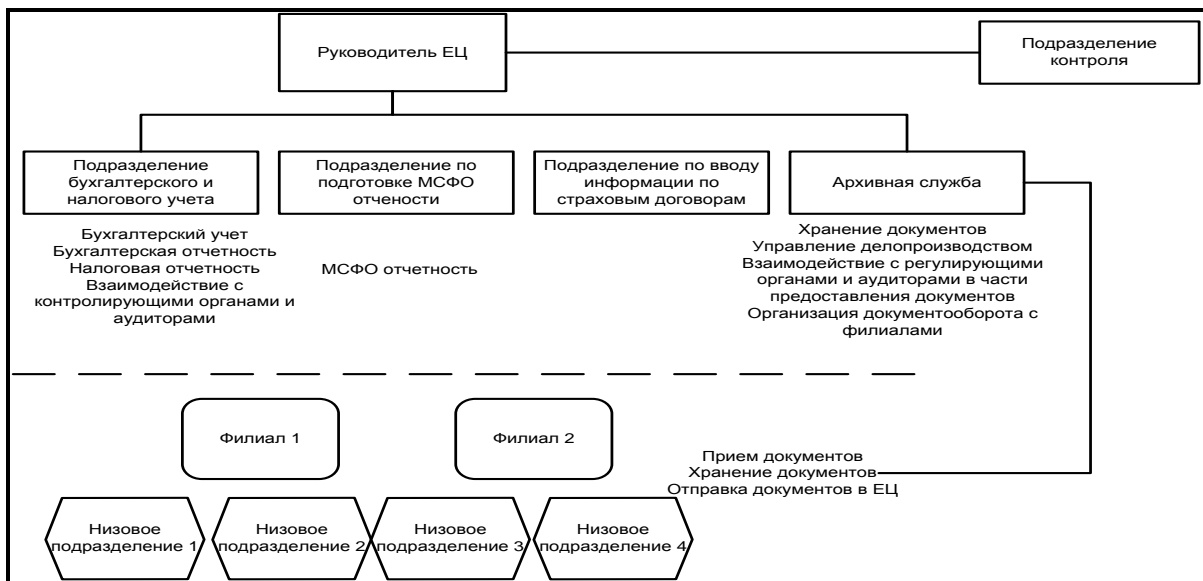 Руководитель ЕЦ
Подразделение
контроля
Подразделение
бухгалтерского и
налогового учета
Подразделение по
подготовке МСФО
отчености
Подразделение по вводу
информации по
страховым договорам
Архивная служба
Бухгалтерский учет
Бухгалтерская отчетность
Налоговая отчетность
Взаимодействие с
контролирующими органами и
аудиторами
МСФО отчетность
Хранение документов
Управление делопроизводством
Взаимодействие с регулирующими
органами и аудиторами в части
предоставления документов
Организация документооборота с
филиалами
Филиал 1
Филиал 2
Прием документов
Хранение документов
Отправка документов в ЕЦ
Низовое
подразделение 1
Низовое
подразделение 2
Низовое
подразделение 3
Низовое
подразделение 4